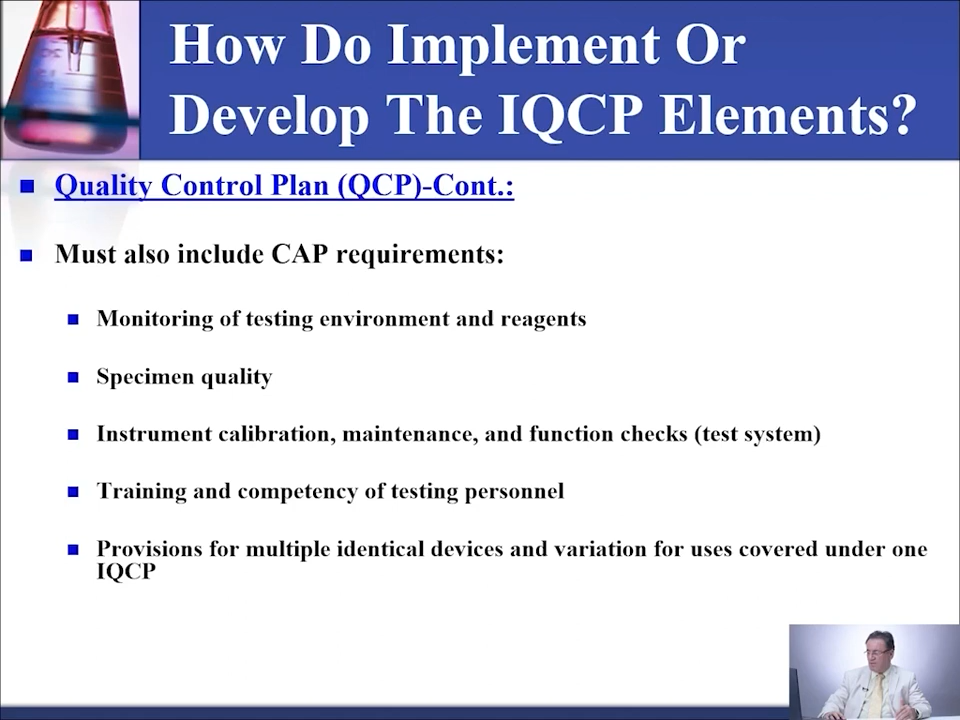 How Do Implement Or
Develop The IQCP Elements?
Quality Control Plan (QCP)-Cont.:
Must also include CAP requirements:
Monitoring of testing environment and reagents
Specimen quality
Instrument calibration, maintenance, and function checks (test system)
Training and competency of testing personnel
Provisions for multiple identical devices and variation for uses covered under one
IQCP